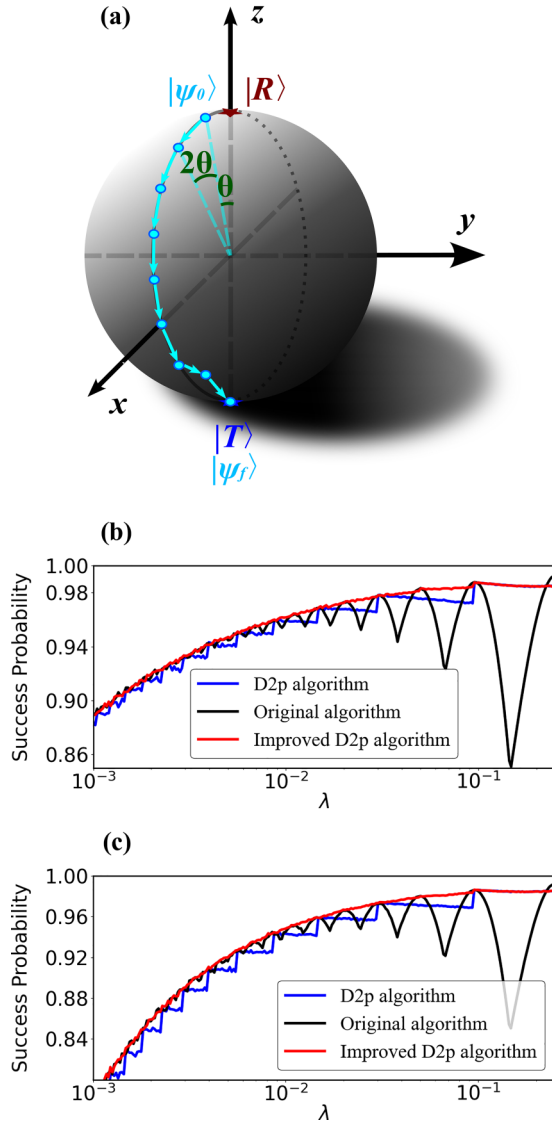 (a)
z
|ψ₀⟩ |R⟩
2θ
θ
y
x
|T⟩
|ψ_f⟩
(b)
Success Probability
1.00
0.98
0.94
0.90
0.86
D2p algorithm
Original algorithm
Improved D2p algorithm
10⁻³ 10⁻² 10⁻¹
λ
(c)
Success Probability
1.00
0.96
0.92
0.88
0.84
D2p algorithm
Original algorithm
Improved D2p algorithm
10⁻³ 10⁻² 10⁻¹
λ